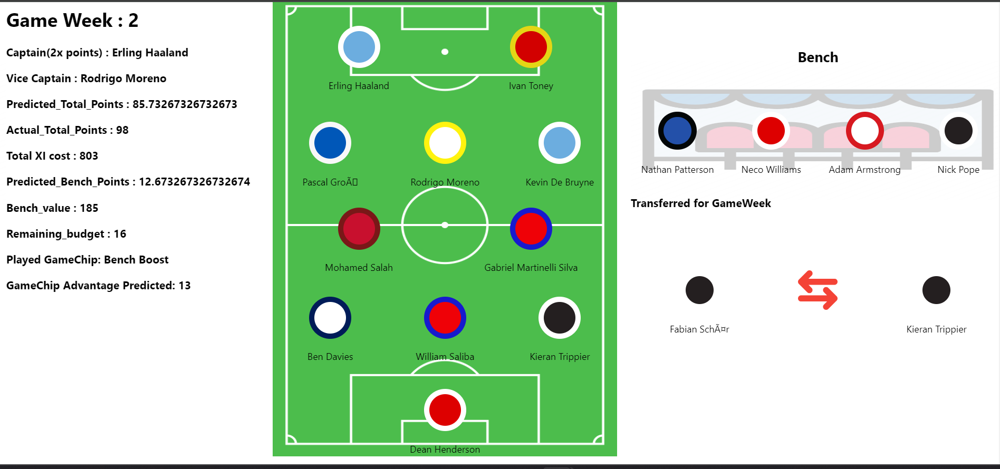 Game Week : 2
Captain(2x points) : Erling Haaland
Vice Captain : Rodrigo Moreno
Predicted_Total_Points : 85.73267326732673
Actual_Total_Points : 98
Total XI cost : 803
Predicted_Bench_Points : 12.673267326732674
Bench_value : 185
Remaining_budget : 16
Played GameChip: Bench Boost
GameChip Advantage Predicted: 13
Erling Haaland
Ivan Toney
Pascal GroÃ▯
Rodrigo Moreno
Kevin De Bruyne
Mohamed Salah
Gabriel Martinelli Silva
Ben Davies
William Saliba
Kieran Trippier
Dean Henderson
Bench
Nathan Patterson
Neco Williams
Adam Armstrong
Nick Pope
Transferred for GameWeek
Fabian SchÃ¤r
Kieran Trippier